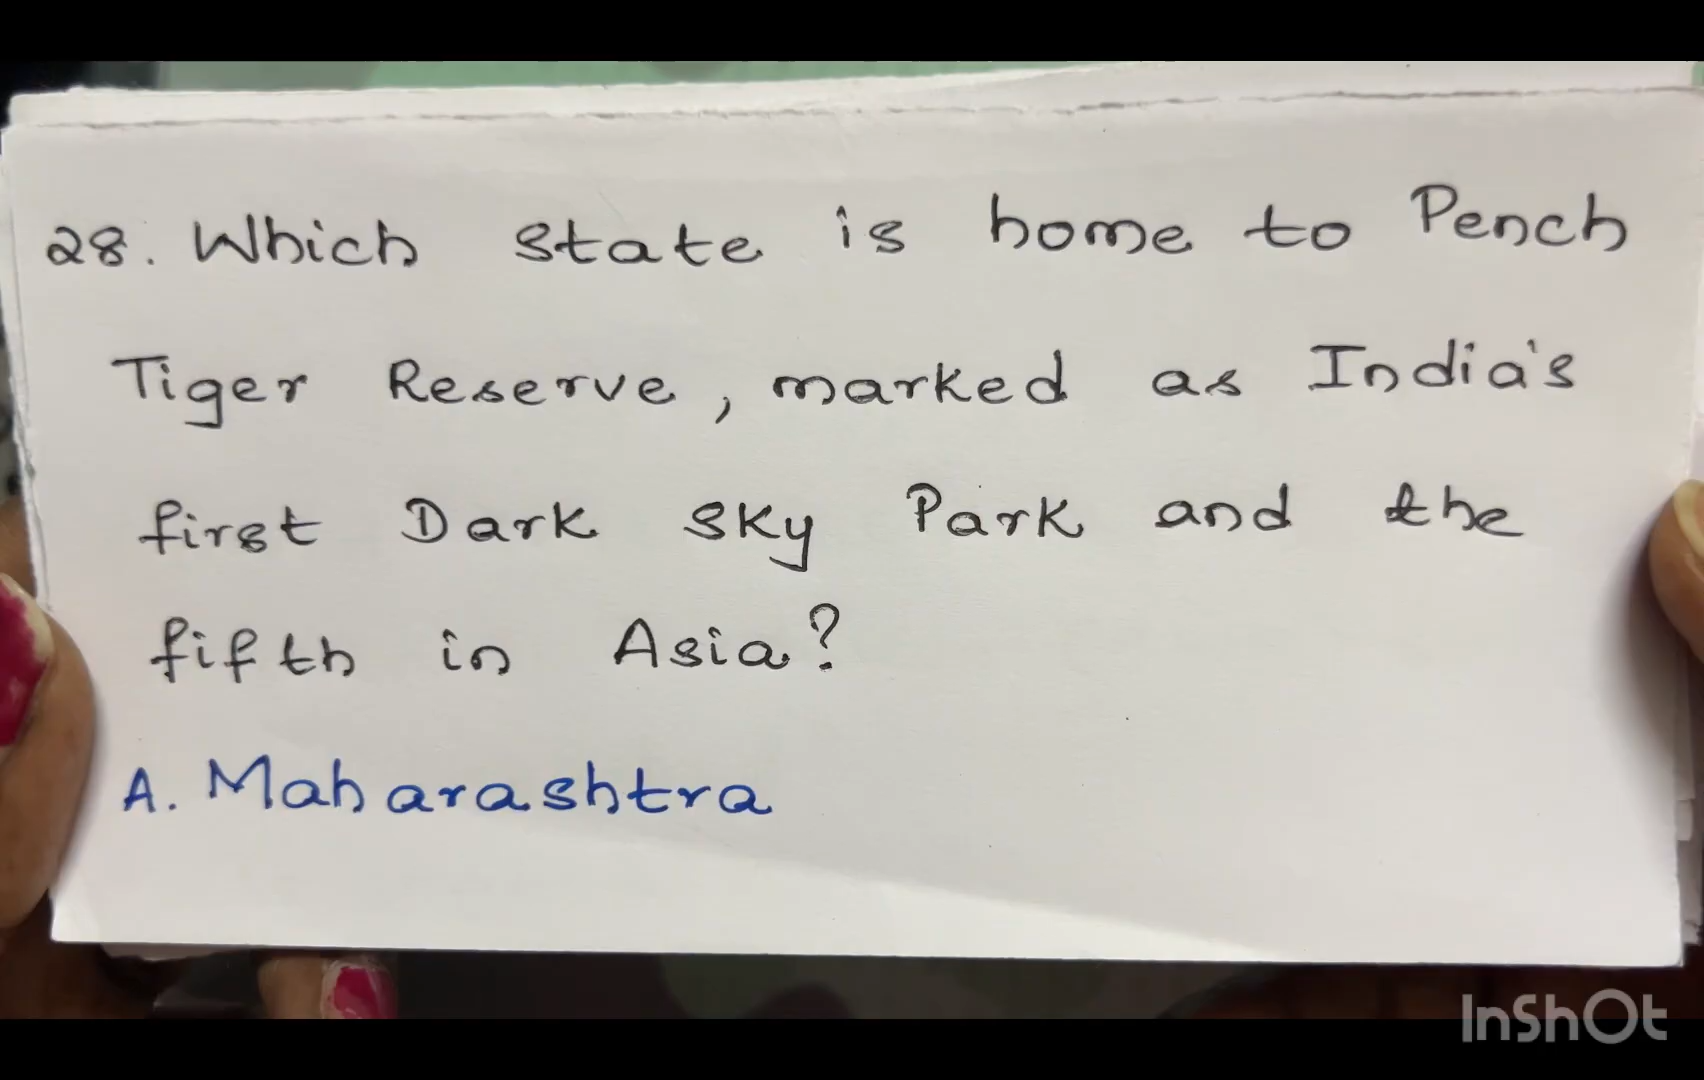 28. Which state is home to Pench
Tiger Reserve, marked as India's
first Dark Sky Park and the
fifth in Asia?
A. Maharashtra
InShOt